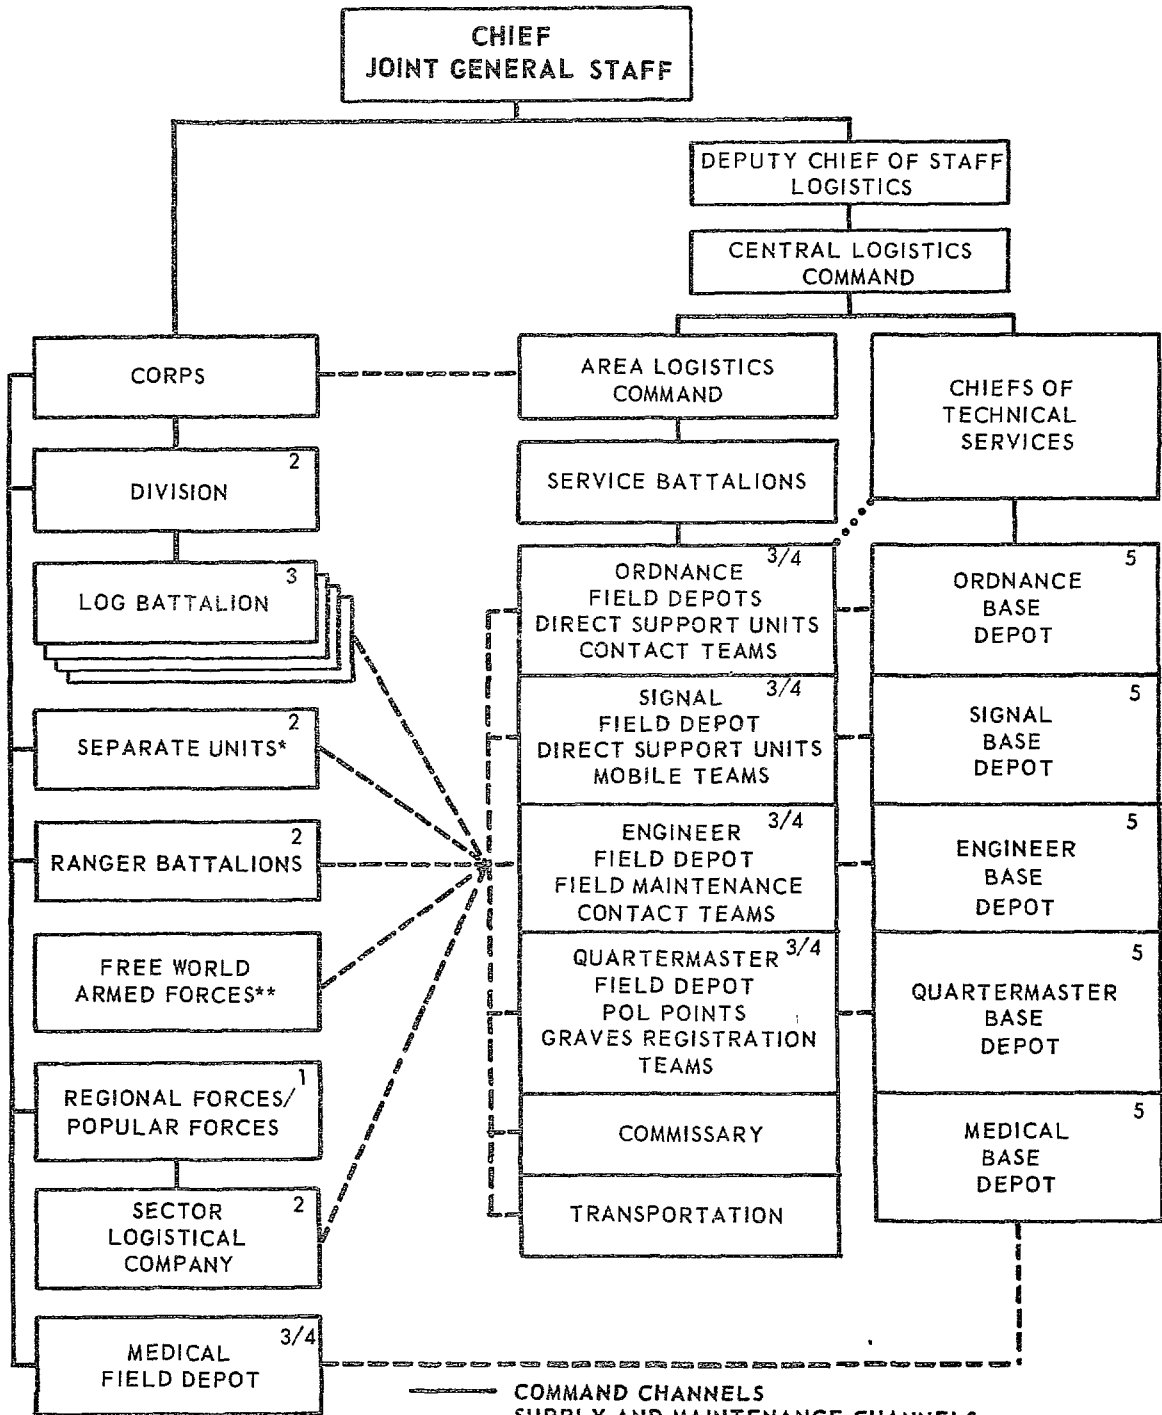 CHIEF
JOINT GENERAL STAFF
DEPUTY CHIEF OF STAFF
LOGISTICS
CENTRAL LOGISTICS
COMMAND
CORPS
AREA LOGISTICS
COMMAND
CHIEFS OF
TECHNICAL
SERVICES
2
DIVISION
SERVICE BATTALIONS
3
LOG BATTALION
2
SEPARATE UNITS*
2
RANGER BATTALIONS
FREE WORLD
ARMED FORCES**
1
REGIONAL FORCES/
POPULAR FORCES
2
SECTOR
LOGISTICAL
COMPANY
3/4
MEDICAL
FIELD DEPOT
3/4
ORDNANCE
FIELD DEPOTS
DIRECT SUPPORT UNITS
CONTACT TEAMS
3/4
SIGNAL
FIELD DEPOT
DIRECT SUPPORT UNITS
MOBILE TEAMS
3/4
ENGINEER
FIELD DEPOT
FIELD MAINTENANCE
CONTACT TEAMS
3/4
QUARTERMASTER
FIELD DEPOT
POL POINTS
GRAVES REGISTRATION
TEAMS
COMMISSARY
TRANSPORTATION
5
ORDNANCE
BASE
DEPOT
5
SIGNAL
BASE
DEPOT
5
ENGINEER
BASE
DEPOT
5
QUARTERMASTER
BASE
DEPOT
5
MEDICAL
BASE
DEPOT
COMMAND CHANNELS
SUPPLY AND MAINTENANCE CHANNELS